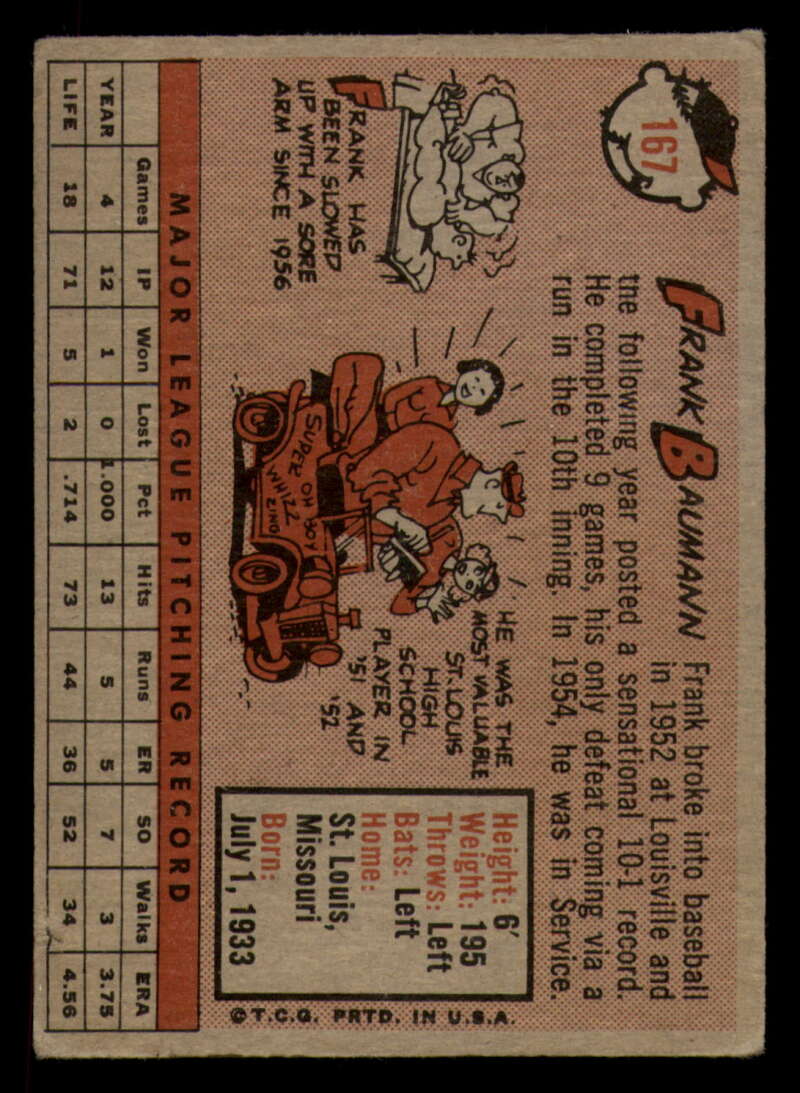 167
FRANK BAUMANN Frank broke into baseball
in 1952 at Louisville and
the following year posted a sensational 10-1 record.
He completed 9 games, his only defeat coming via a
run in the 10th inning. In 1954, he was in Service.
FRANK HAS
BEEN SLOWED
UP WITH A SORE
ARM SINCE 1956
SUPER OH BOY
WHIZZ
ZING
HE WAS THE
MOST VALUABLE
ST. LOUIS
HIGH
SCHOOL
PLAYER IN
'51 AND
'52
Height: 6'
Weight: 195
Throws: Left
Bats: Left
Home:
St. Louis,
Missouri
Born:
July 1, 1933
©T.C.G. PRTD. IN U.S.A.
MAJOR LEAGUE PITCHING RECORD
Games IP Won Lost Pct Hits Runs ER SO Walks ERA
YEAR 4 12 1 0 1.000 13 5 5 7 3 3.75
LIFE 18 71 5 2 .714 73 44 36 52 34 4.56